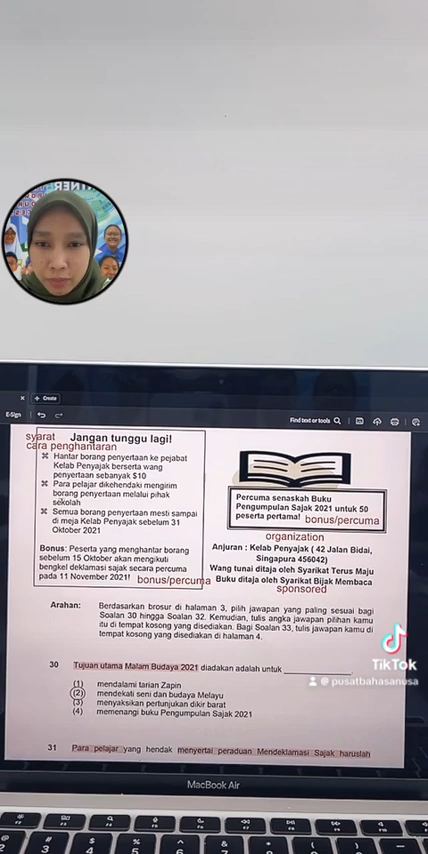 Create
E-Sign
Find text or tools
syarat
Jangan tunggu lagi!
cara penghantaran
Hantar borang penyertaan ke pejabat
Kelab Penyajak berserta wang
penyertaan sebanyak $10
Para pelajar dikehendaki mengirim
borang penyertaan melalui pihak
sekolah
Semua borang penyertaan mesti sampai
di meja Kelab Penyajak sebelum 31
Oktober 2021
Bonus: Peserta yang menghantar borang
sebelum 15 Oktober akan mengikuti
bengkel deklamasi sajak secara percuma
pada 11 November 2021! bonus/percuma
Percuma senaskah Buku
Pengumpulan Sajak 2021 untuk 50
peserta pertama! bonus/percuma
organization
Anjuran : Kelab Penyajak ( 42 Jalan Bidai,
Singapura 456042)
Wang tunai ditaja oleh Syarikat Terus Maju
Buku ditaja oleh Syarikat Bijak Membaca
sponsored
Arahan: Berdasarkan brosur di halaman 3, pilih jawapan yang paling sesuai bagi
Soalan 30 hingga Soalan 32. Kemudian, tulis angka jawapan pilihan kamu
itu di tempat kosong yang disediakan. Bagi Soalan 33, tulis jawapan kamu di
tempat kosong yang disediakan di halaman 4.
30 Tujuan utama Malam Budaya 2021 diadakan adalah untuk
(1) mendalami tarian Zapin
(2) mendekati seni dan budaya Melayu
(3) menyaksikan pertunjukan dikir barat
(4) memenangi buku Pengumpulan Sajak 2021
31 Para pelajar yang hendak menyertai peraduan Mendeklamasi Sajak haruslah
TikTok
@pusatbahasanusa
MacBook Air